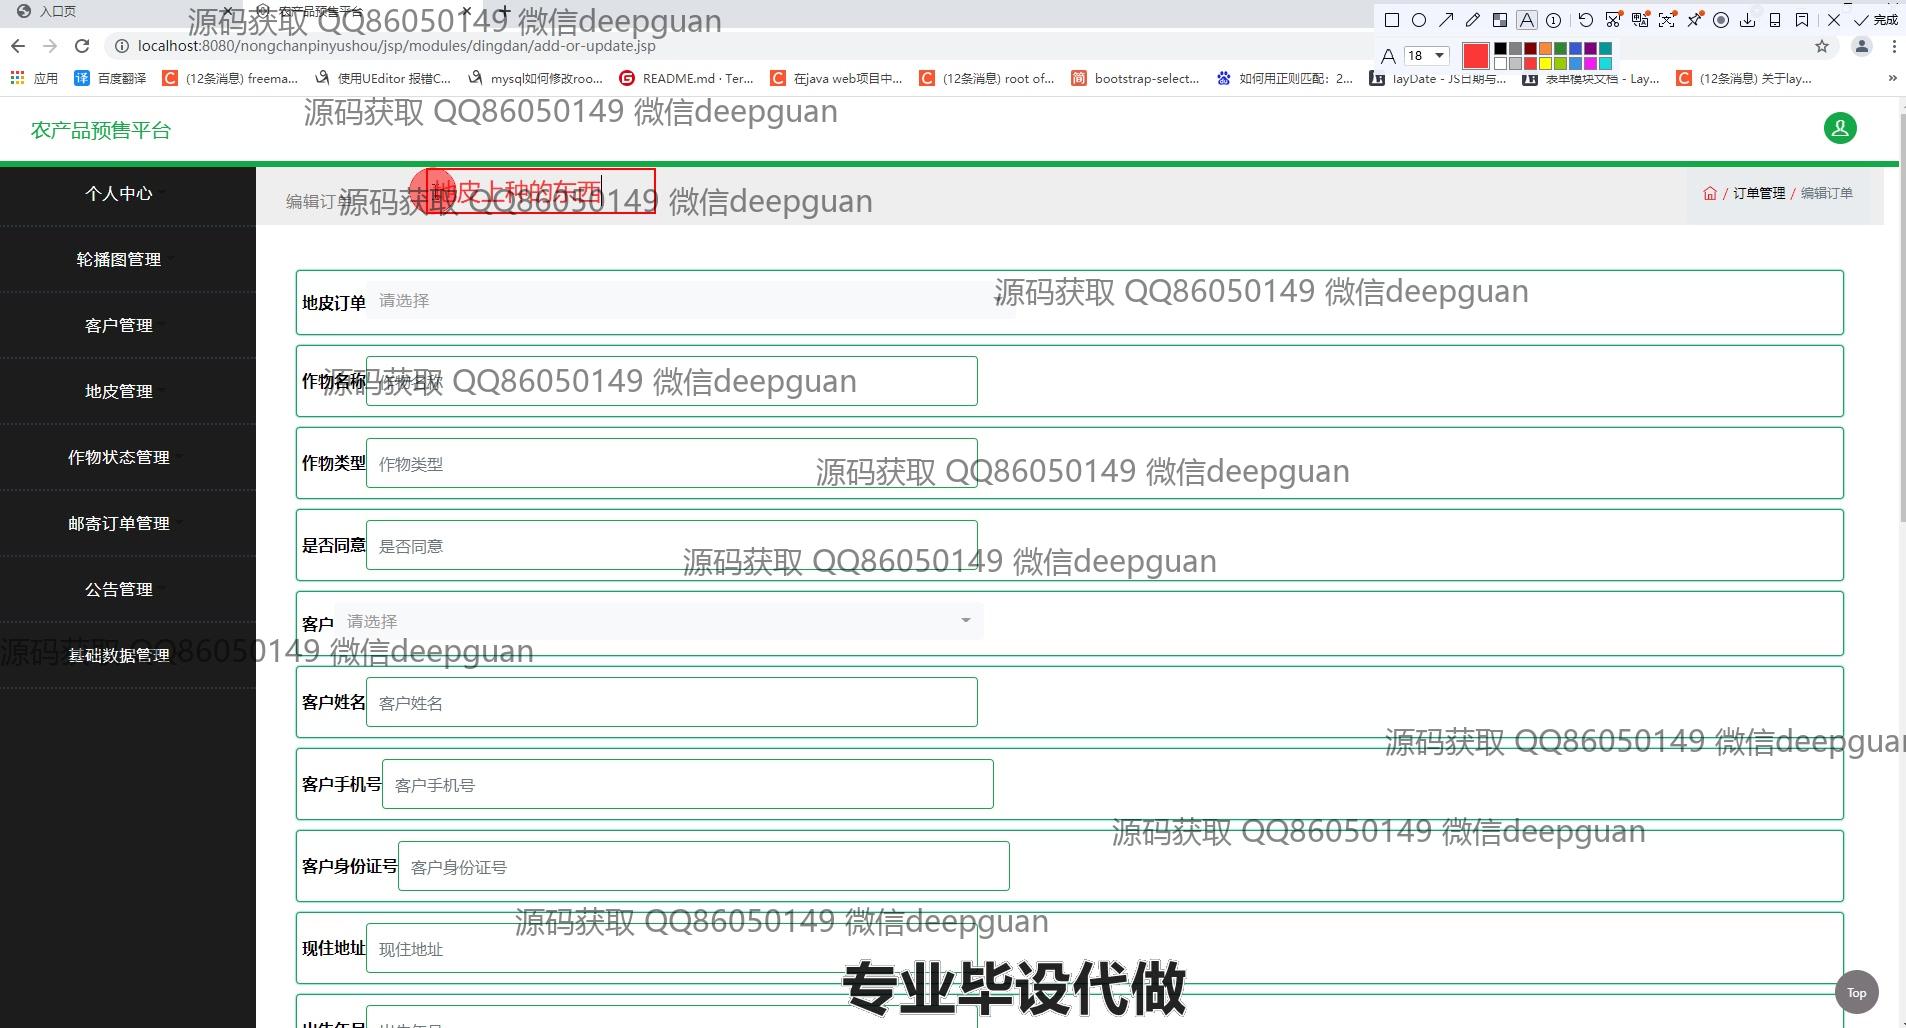 入口页
农产品预售平台
源码获取 QQ86050149 微信deepguan
完成
localhost:8080/nongchanpinyushou/jsp/modules/dingdan/add-or-update.jsp
A 18
应用 百度翻译 (12条消息) freema... 使用UEditor 报错C... mysql如何修改roo... README.md · Ter... 在java web项目中... (12条消息) root of... bootstrap-select... 如何用正则匹配：2... layDate - JS日期与... 表单模块文档 - Lay... (12条消息) 关于lay...
源码获取 QQ86050149 微信deepguan
农产品预售平台
个人中心
编辑订单
地皮上种的东西
源码获取 QQ86050149 微信deepguan
/ 订单管理 / 编辑订单
轮播图管理
客户管理
地皮管理
作物状态管理
邮寄订单管理
公告管理
基础数据管理
地皮订单 请选择
源码获取 QQ86050149 微信deepguan
作物名称 作物名称
源码获取 QQ86050149 微信deepguan
作物类型 作物类型
源码获取 QQ86050149 微信deepguan
是否同意 是否同意
源码获取 QQ86050149 微信deepguan
客户 请选择
源码获取 QQ86050149 微信deepguan
客户姓名 客户姓名
源码获取 QQ86050149 微信deepguan
客户手机号 客户手机号
源码获取 QQ86050149 微信deepguan
客户身份证号 客户身份证号
源码获取 QQ86050149 微信deepguan
现住地址 现住地址
专业毕设代做
Top